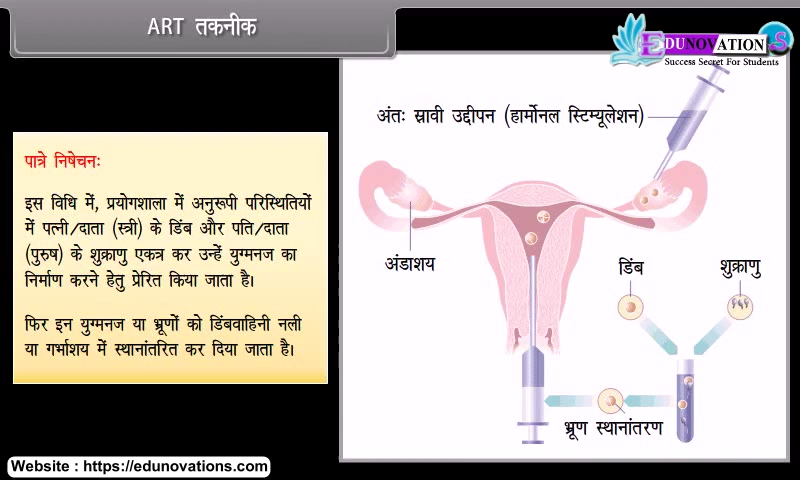 ART तकनीक
EDUNOVATIONS
Success Secret For Students
पात्रे निषेचनः
इस विधि में, प्रयोगशाला में अनुरूपी परिस्थितियों
में पत्नी/दाता (स्त्री) के डिंब और पति/दाता
(पुरुष) के शुक्राणु एकत्र कर उन्हें युग्मनज का
निर्माण करने हेतु प्रेरित किया जाता है।
फिर इन युग्मनज या भ्रूणों को डिंबवाहिनी नली
या गर्भाशय में स्थानांतरित कर दिया जाता है।
अंतः स्रावी उद्दीपन (हार्मोनल स्टिम्यूलेशन)
अंडाशय
डिंब
शुक्राणु
भ्रूण स्थानांतरण
Website : https://edunovations.com